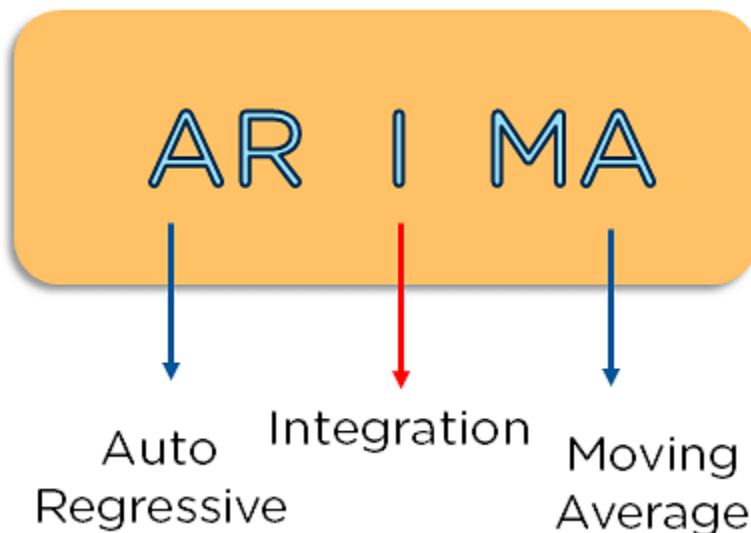 AR I MA
Auto
Regressive
Integration
Moving
Average